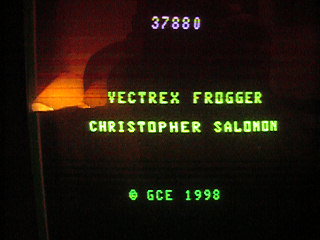 37880
VECTREX FROGGER
CHRISTOPHER SALOMON
© GCE 1998